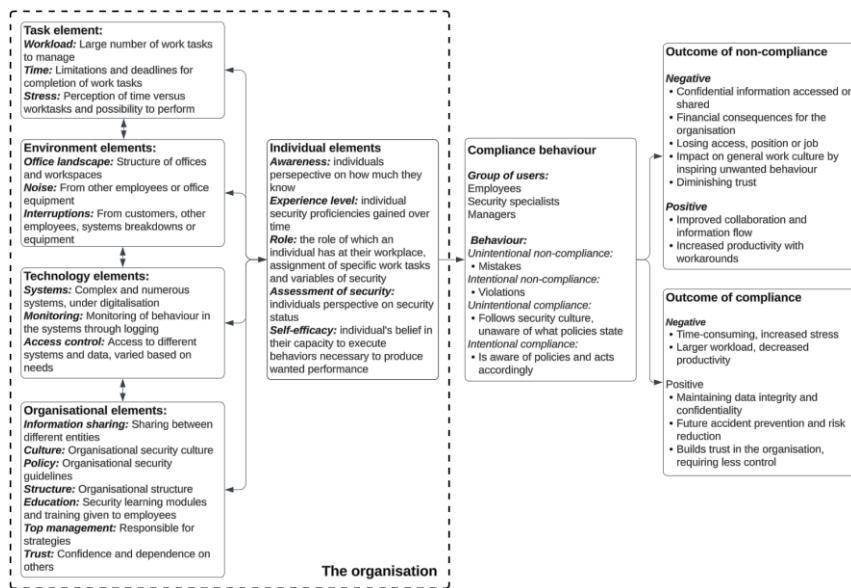 Task element:
Workload: Large number of work tasks
to manage
Time: Limitations and deadlines for
completion of work tasks
Stress: Perception of time versus
worktasks and possibility to perform
Environment elements:
Office landscape: Structure of offices
and workspaces
Noise: From other employees or office
equipment
Interruptions: From customers, other
employees, systems breakdowns or
equipment
Technology elements:
Systems: Complex and numerous
systems, under digitalisation
Monitoring: Monitoring of behaviour in
the systems through logging
Access control: Access to different
systems and data, varied based on
needs
Organisational elements:
Information sharing: Sharing between
different entities
Culture: Organisational security culture
Policy: Organisational security
guidelines
Structure: Organisational structure
Education: Security learning modules
and training given to employees
Top management: Responsible for
strategies
Trust: Confidence and dependence on
others
Individual elements
Awareness: individuals
persepective on how much they
know
Experience level: individual
security proficiencies gained over
time
Role: the role of which an
individual has at their workplace,
assignment of specific work tasks
and variables of security
Assessment of security:
individuals perspective on security
status
Self-efficacy: individual's belief in
their capacity to execute
behaviors necessary to produce
wanted performance
The organisation
Compliance behaviour
Group of users:
Employees
Security specialists
Managers
Behaviour:
Unintentional non-compliance:
• Mistakes
Intentional non-compliance:
• Violations
Unintentional compliance:
• Follows security culture,
unaware of what policies state
Intentional compliance:
• Is aware of policies and acts
accordingly
Outcome of non-compliance
Negative
• Confidential information accessed or
shared
• Financial consequences for the
organisation
• Losing access, position or job
• Impact on general work culture by
inspiring unwanted behaviour
• Diminishing trust
Positive
• Improved collaboration and
information flow
• Increased productivity with
workarounds
Outcome of compliance
Negative
• Time-consuming, increased stress
• Larger workload, decreased
productivity
Positive
• Maintaining data integrity and
confidentiality
• Future accident prevention and risk
reduction
• Builds trust in the organisation,
requiring less control